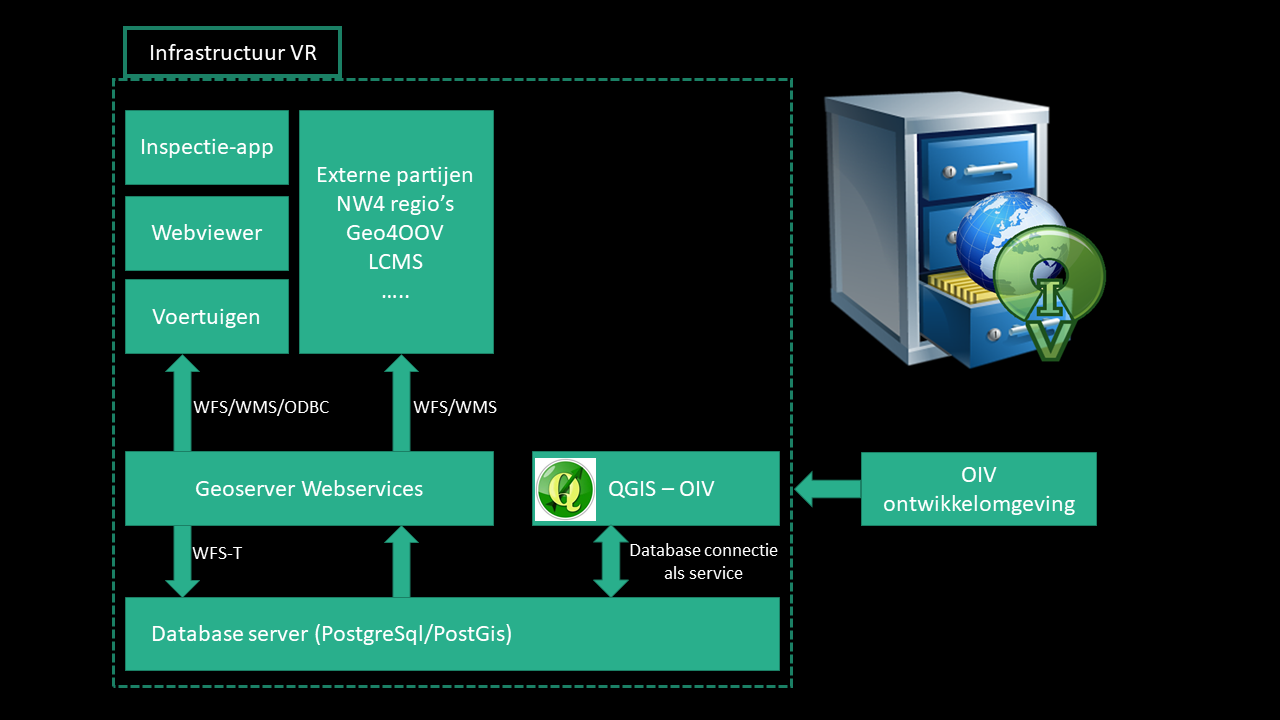 Infrastructuur VR
Inspectie-app
Webviewer
Voertuigen
Externe partijen
NW4 regio’s
Geo4OOV
LCMS
…..
WFS/WMS/ODBC
WFS/WMS
Geoserver Webservices
Q
QGIS – OIV
OIV
ontwikkelomgeving
WFS-T
Database connectie
als service
Database server (PostgreSql/PostGis)
O
I
V